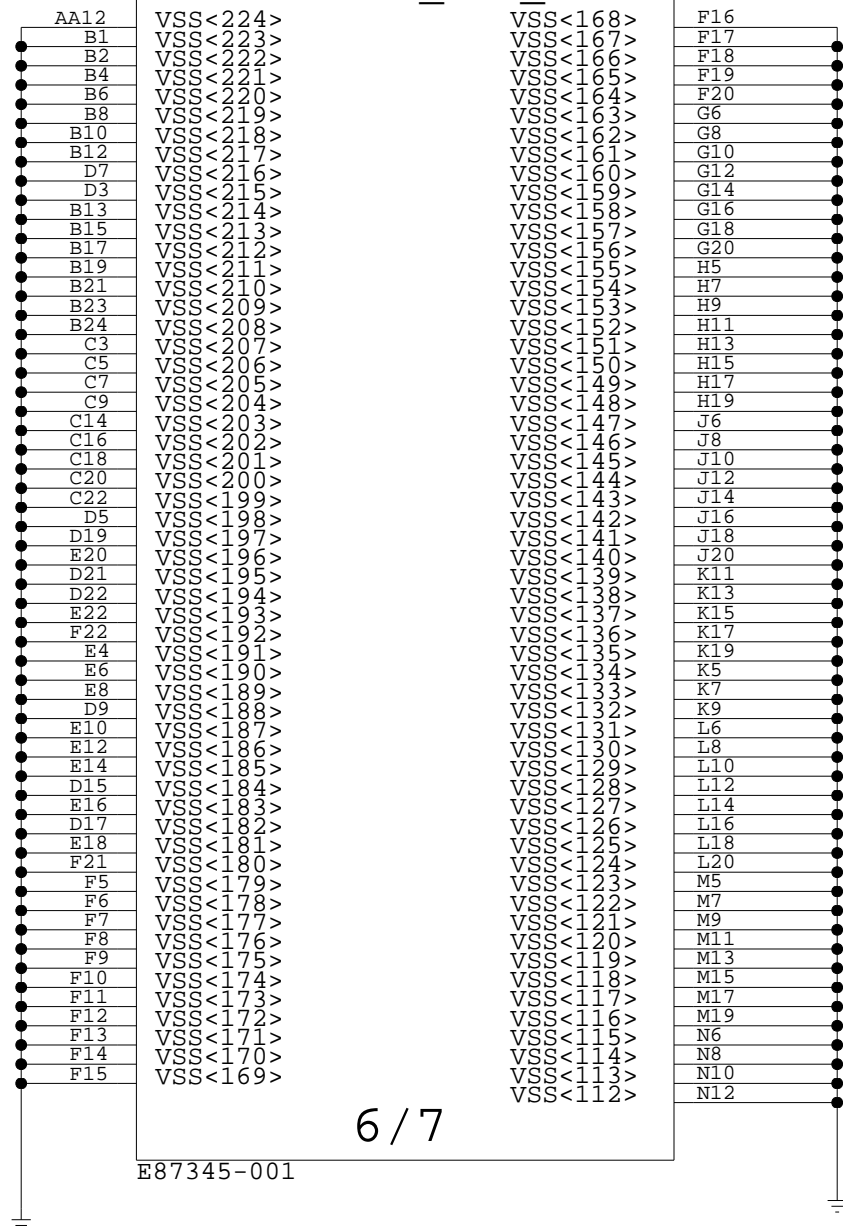 AA12 VSS<224> VSS<168> F16
B1 VSS<223> VSS<167> F17
B2 VSS<222> VSS<166> F18
B4 VSS<221> VSS<165> F19
B6 VSS<220> VSS<164> F20
B8 VSS<219> VSS<163> G6
B10 VSS<218> VSS<162> G8
B12 VSS<217> VSS<161> G10
D7 VSS<216> VSS<160> G12
D3 VSS<215> VSS<159> G14
B13 VSS<214> VSS<158> G16
B15 VSS<213> VSS<157> G18
B17 VSS<212> VSS<156> G20
B19 VSS<211> VSS<155> H5
B21 VSS<210> VSS<154> H7
B23 VSS<209> VSS<153> H9
B24 VSS<208> VSS<152> H11
C3 VSS<207> VSS<151> H13
C5 VSS<206> VSS<150> H15
C7 VSS<205> VSS<149> H17
C9 VSS<204> VSS<148> H19
C14 VSS<203> VSS<147> J6
C16 VSS<202> VSS<146> J8
C18 VSS<201> VSS<145> J10
C20 VSS<200> VSS<144> J12
C22 VSS<199> VSS<143> J14
D5 VSS<198> VSS<142> J16
D19 VSS<197> VSS<141> J18
E20 VSS<196> VSS<140> J20
D21 VSS<195> VSS<139> K11
D22 VSS<194> VSS<138> K13
E22 VSS<193> VSS<137> K15
F22 VSS<192> VSS<136> K17
E4 VSS<191> VSS<135> K19
E6 VSS<190> VSS<134> K5
E8 VSS<189> VSS<133> K7
D9 VSS<188> VSS<132> K9
E10 VSS<187> VSS<131> L6
E12 VSS<186> VSS<130> L8
E14 VSS<185> VSS<129> L10
D15 VSS<184> VSS<128> L12
E16 VSS<183> VSS<127> L14
D17 VSS<182> VSS<126> L16
E18 VSS<181> VSS<125> L18
F21 VSS<180> VSS<124> L20
F5 VSS<179> VSS<123> M5
F6 VSS<178> VSS<122> M7
F7 VSS<177> VSS<121> M9
F8 VSS<176> VSS<120> M11
F9 VSS<175> VSS<119> M13
F10 VSS<174> VSS<118> M15
F11 VSS<173> VSS<117> M17
F12 VSS<172> VSS<116> M19
F13 VSS<171> VSS<115> N6
F14 VSS<170> VSS<114> N8
F15 VSS<169> VSS<113> N10
VSS<112> N12
6/7
E87345-001